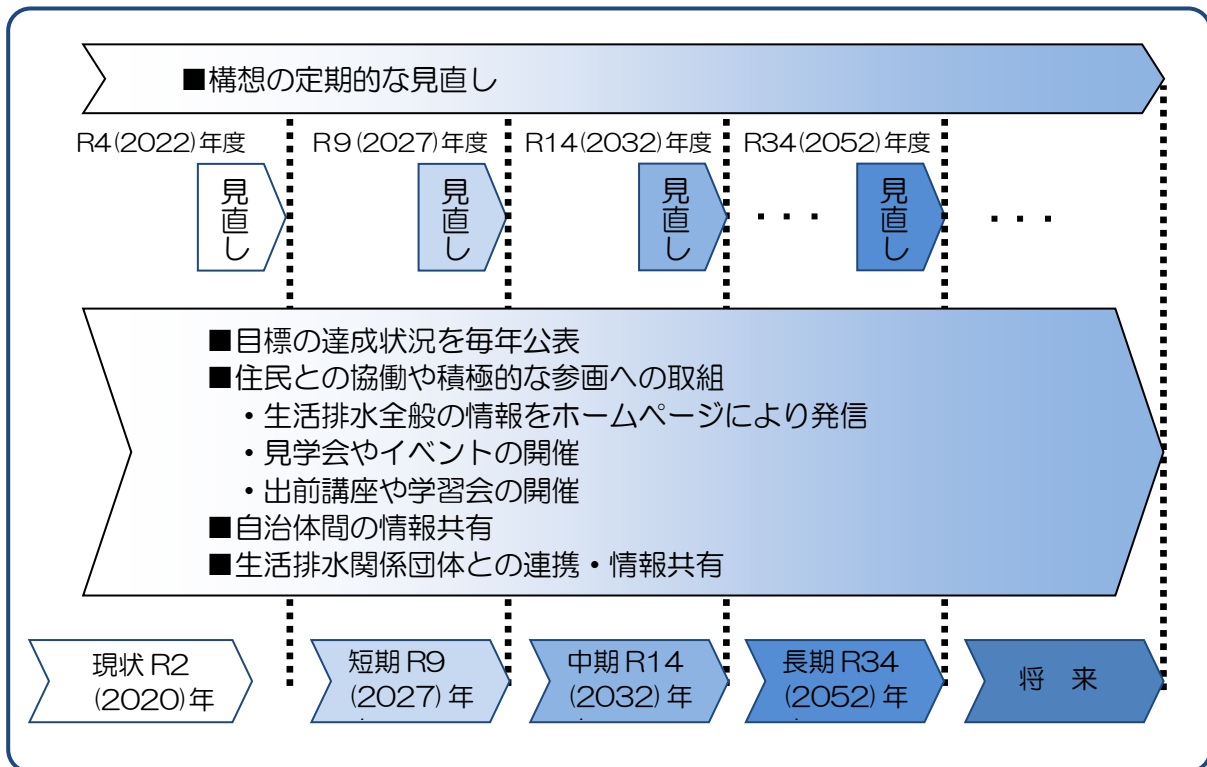 ■構想の定期的な見直し
R4(2022)年度 R9(2027)年度 R14(2032)年度 R34(2052)年度
見直し 見直し 見直し ・・・ 見直し ・・・
■目標の達成状況を毎年公表
■住民との協働や積極的な参画への取組
・生活排水全般の情報をホームページにより発信
・見学会やイベントの開催
・出前講座や学習会の開催
■自治体間の情報共有
■生活排水関係団体との連携・情報共有
現状 R2
(2020)年
短期 R9
(2027)年
中期 R14
(2032)年
長期 R34
(2052)年
将 来